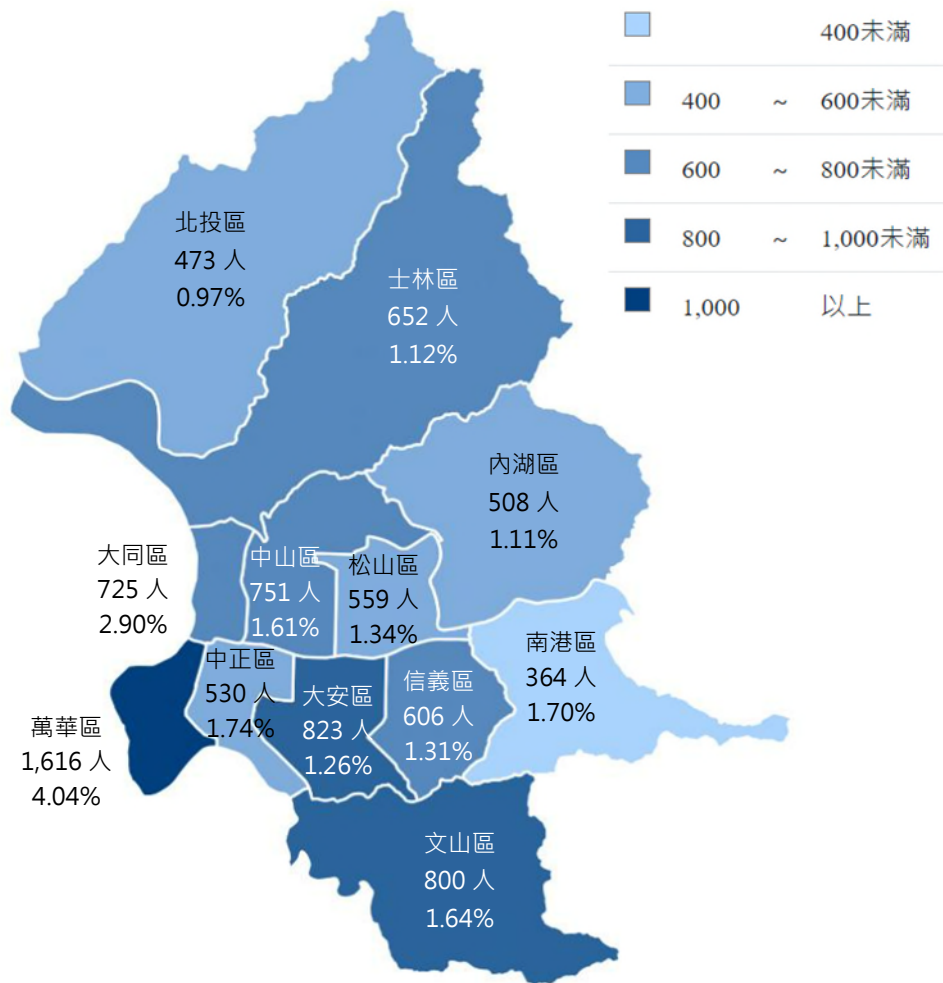 400未滿
400 ~ 600未滿
600 ~ 800未滿
800 ~ 1,000未滿
1,000 以上
北投區
473 人
0.97%
士林區
652 人
1.12%
內湖區
508 人
1.11%
大同區
725 人
2.90%
中山區
751 人
1.61%
松山區
559 人
1.34%
南港區
364 人
1.70%
中正區
530 人
1.74%
大安區
823 人
1.26%
信義區
606 人
1.31%
萬華區
1,616 人
4.04%
文山區
800 人
1.64%